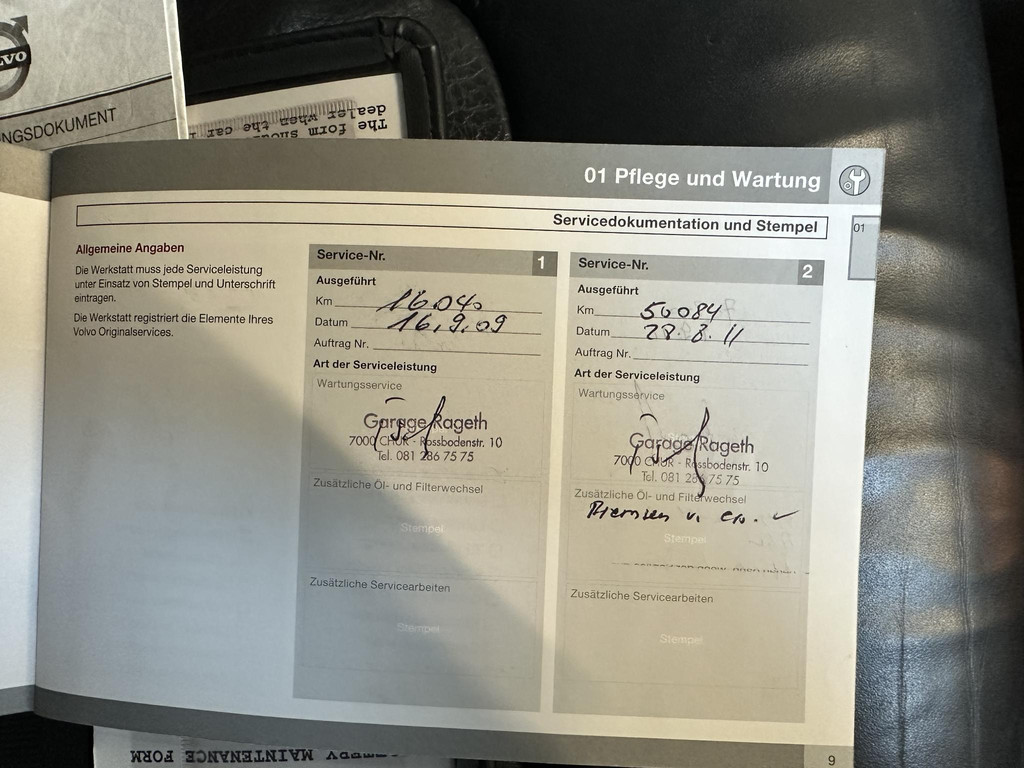 VO
NGSDOKUMENT
The form shou
dealer when the car
01 Pflege und Wartung
Servicedokumentation und Stempel
01
Allgemeine Angaben
Die Werkstatt muss jede Serviceleistung
unter Einsatz von Stempel und Unterschrift
eintragen.
Die Werkstatt registriert die Elemente Ihres
Volvo Originalservices.
Service-Nr. 1
Ausgeführt
Km 16040
Datum 16.9.09
Auftrag Nr.
Art der Serviceleistung
Wartungsservice
Garage Rageth
7000 CHUR - Rossbodenstr. 10
Tel. 081 286 75 75
Zusätzliche Öl- und Filterwechsel
Stempel
Zusätzliche Servicearbeiten
Stempel
Service-Nr. 2
Ausgeführt
Km 50084
Datum 28.8.11
Auftrag Nr.
Art der Serviceleistung
Wartungsservice
Garage Rageth
7000 CHUR - Rossbodenstr. 10
Tel. 081 286 75 75
Zusätzliche Öl- und Filterwechsel
v. ✓
Stempel
Zusätzliche Servicearbeiten
Stempel
9
MAINTENANCE FORM